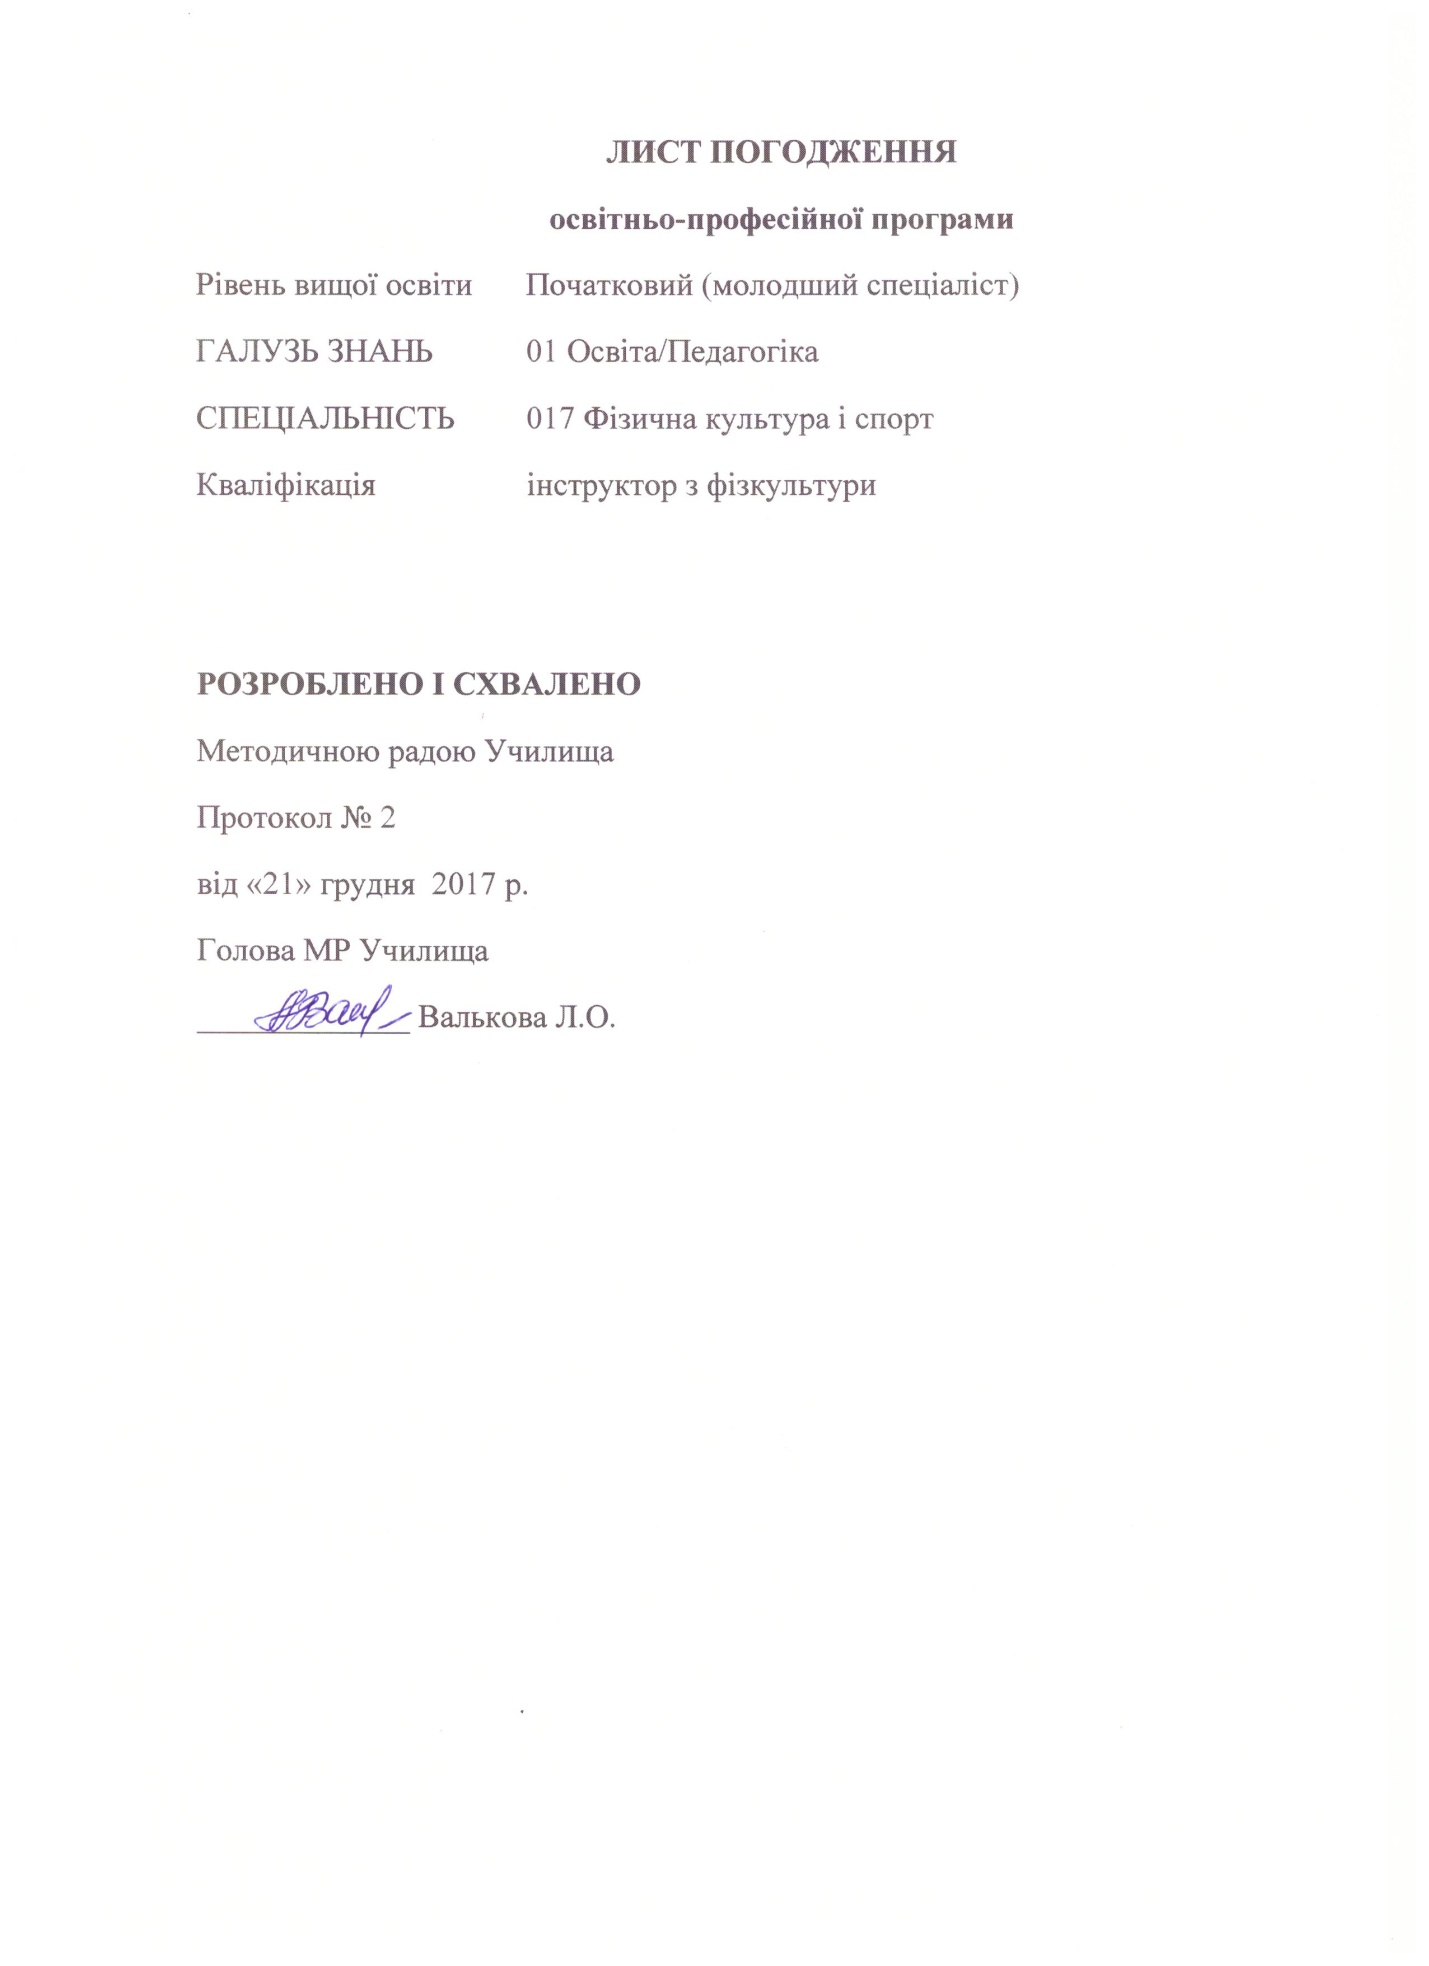 ЛИСТ ПОГОДЖЕННЯ
освітньо-професійної програми
Рівень вищої освіти Початковий (молодший спеціаліст)
ГАЛУЗЬ ЗНАНЬ 01 Освіта/Педагогіка
СПЕЦІАЛЬНІСТЬ 017 Фізична культура і спорт
Кваліфікація інструктор з фізкультури
РОЗРОБЛЕНО І СХВАЛЕНО
Методичною радою Училища
Протокол № 2
від «21» грудня 2017 р.
Голова МР Училища
Валькова Л.О.